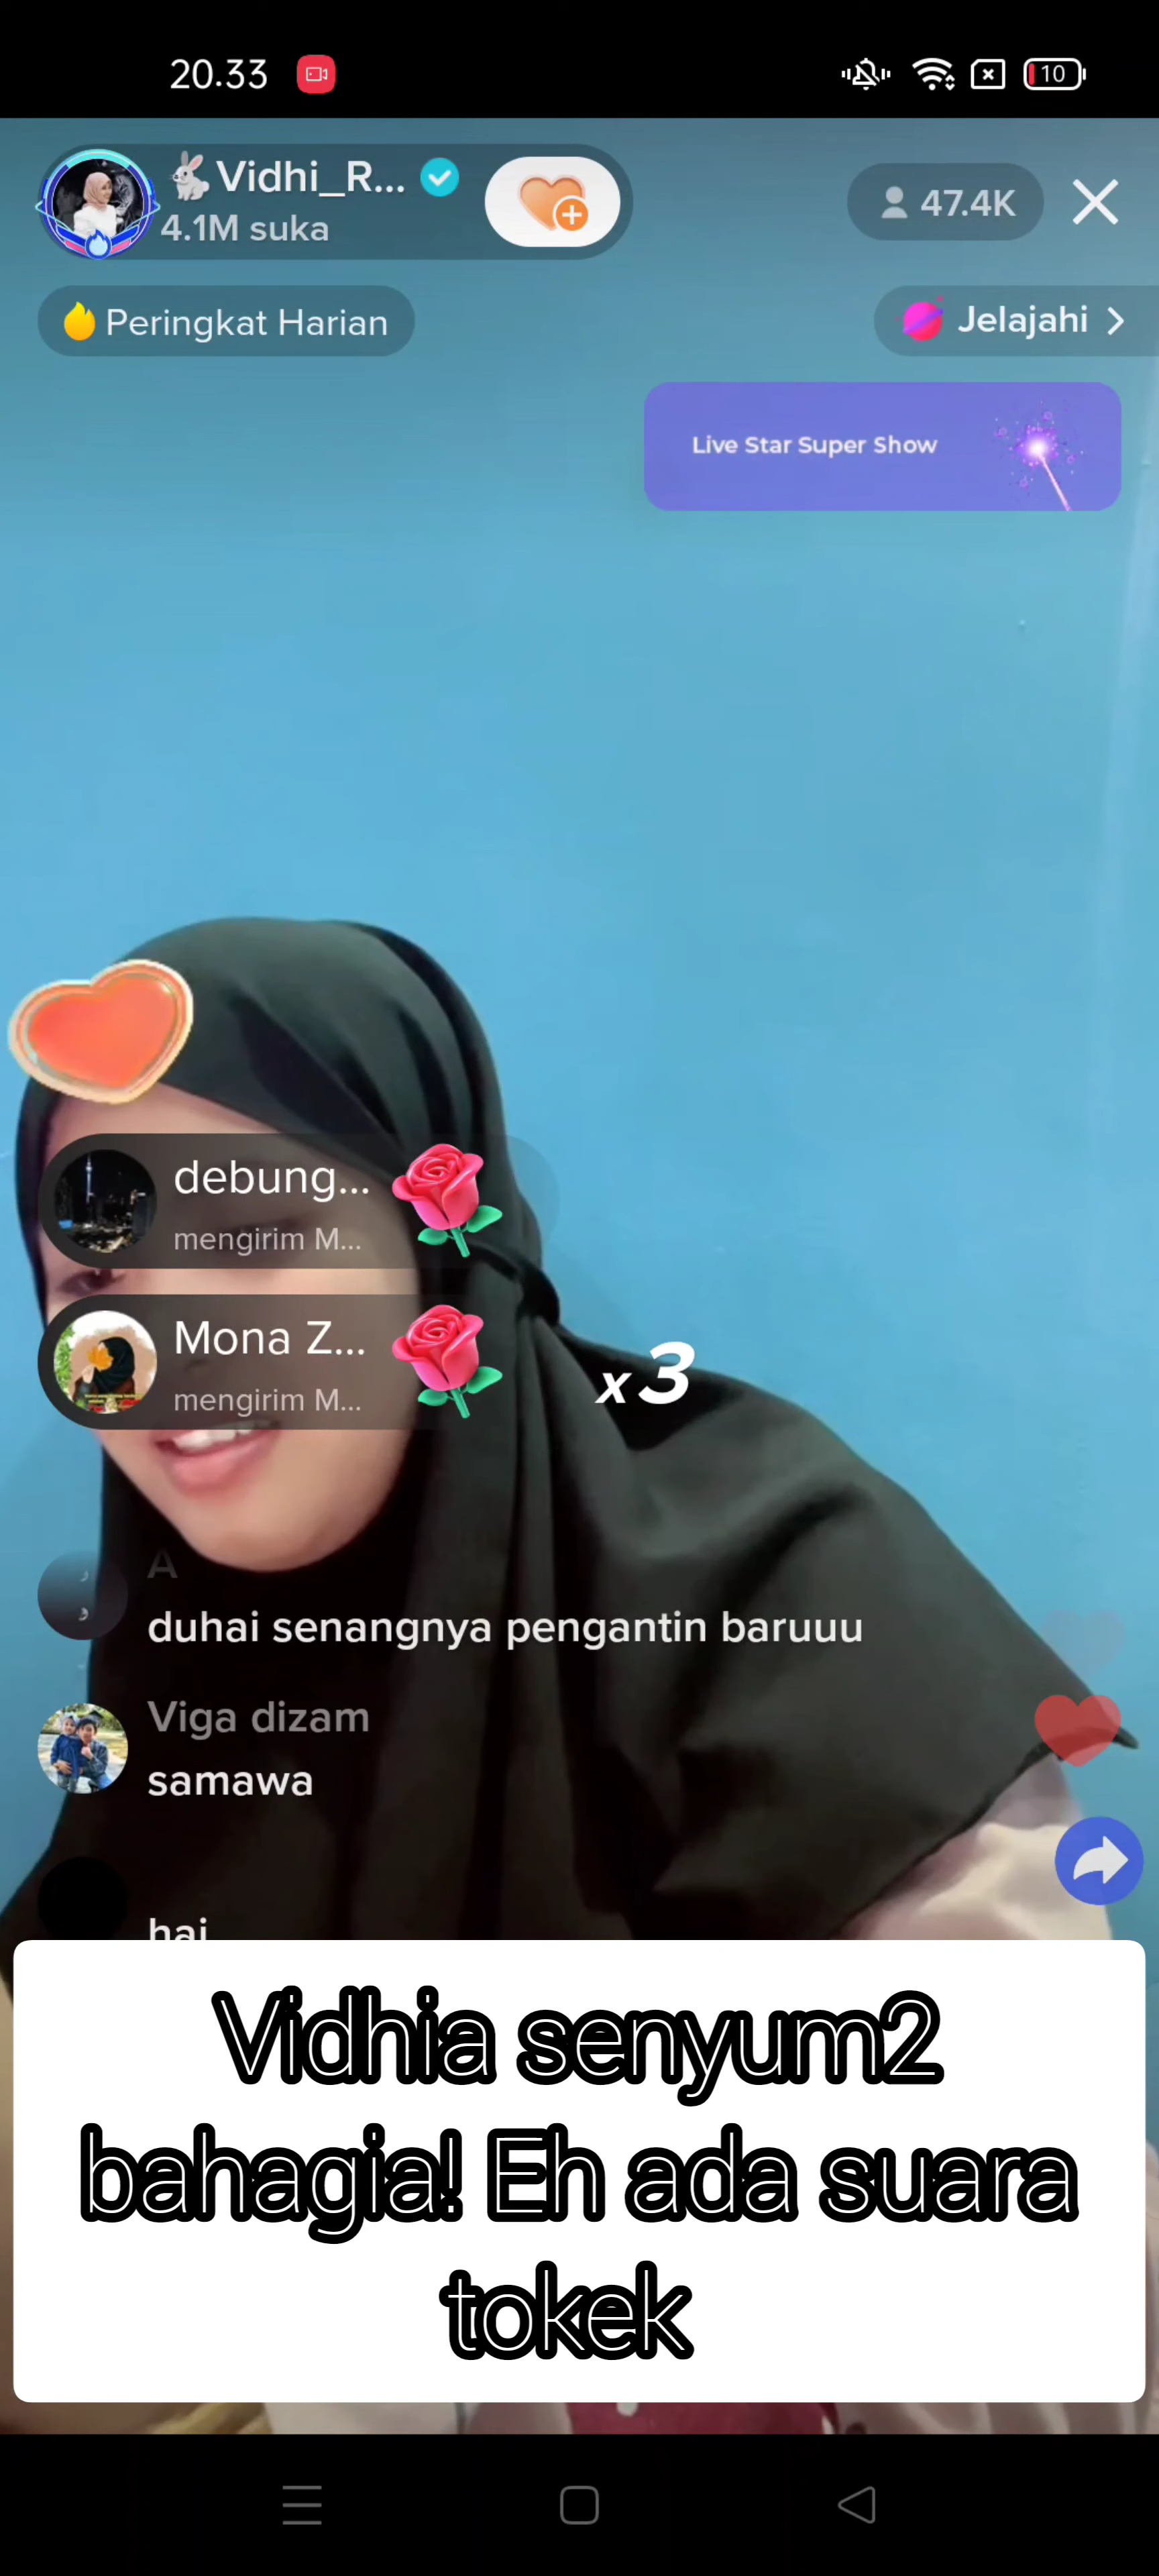 20.33
10
Vidhi_R...
4.1M suka
47.4K
Peringkat Harian
Jelajahi
Live Star Super Show
debung...
mengirim M...
Mona Z...
mengirim M...
x3
A
duhai senangnya pengantin baruuu
Viga dizam
samawa
hai
Vidhia senyum2
bahagia! Eh ada suara
tokek